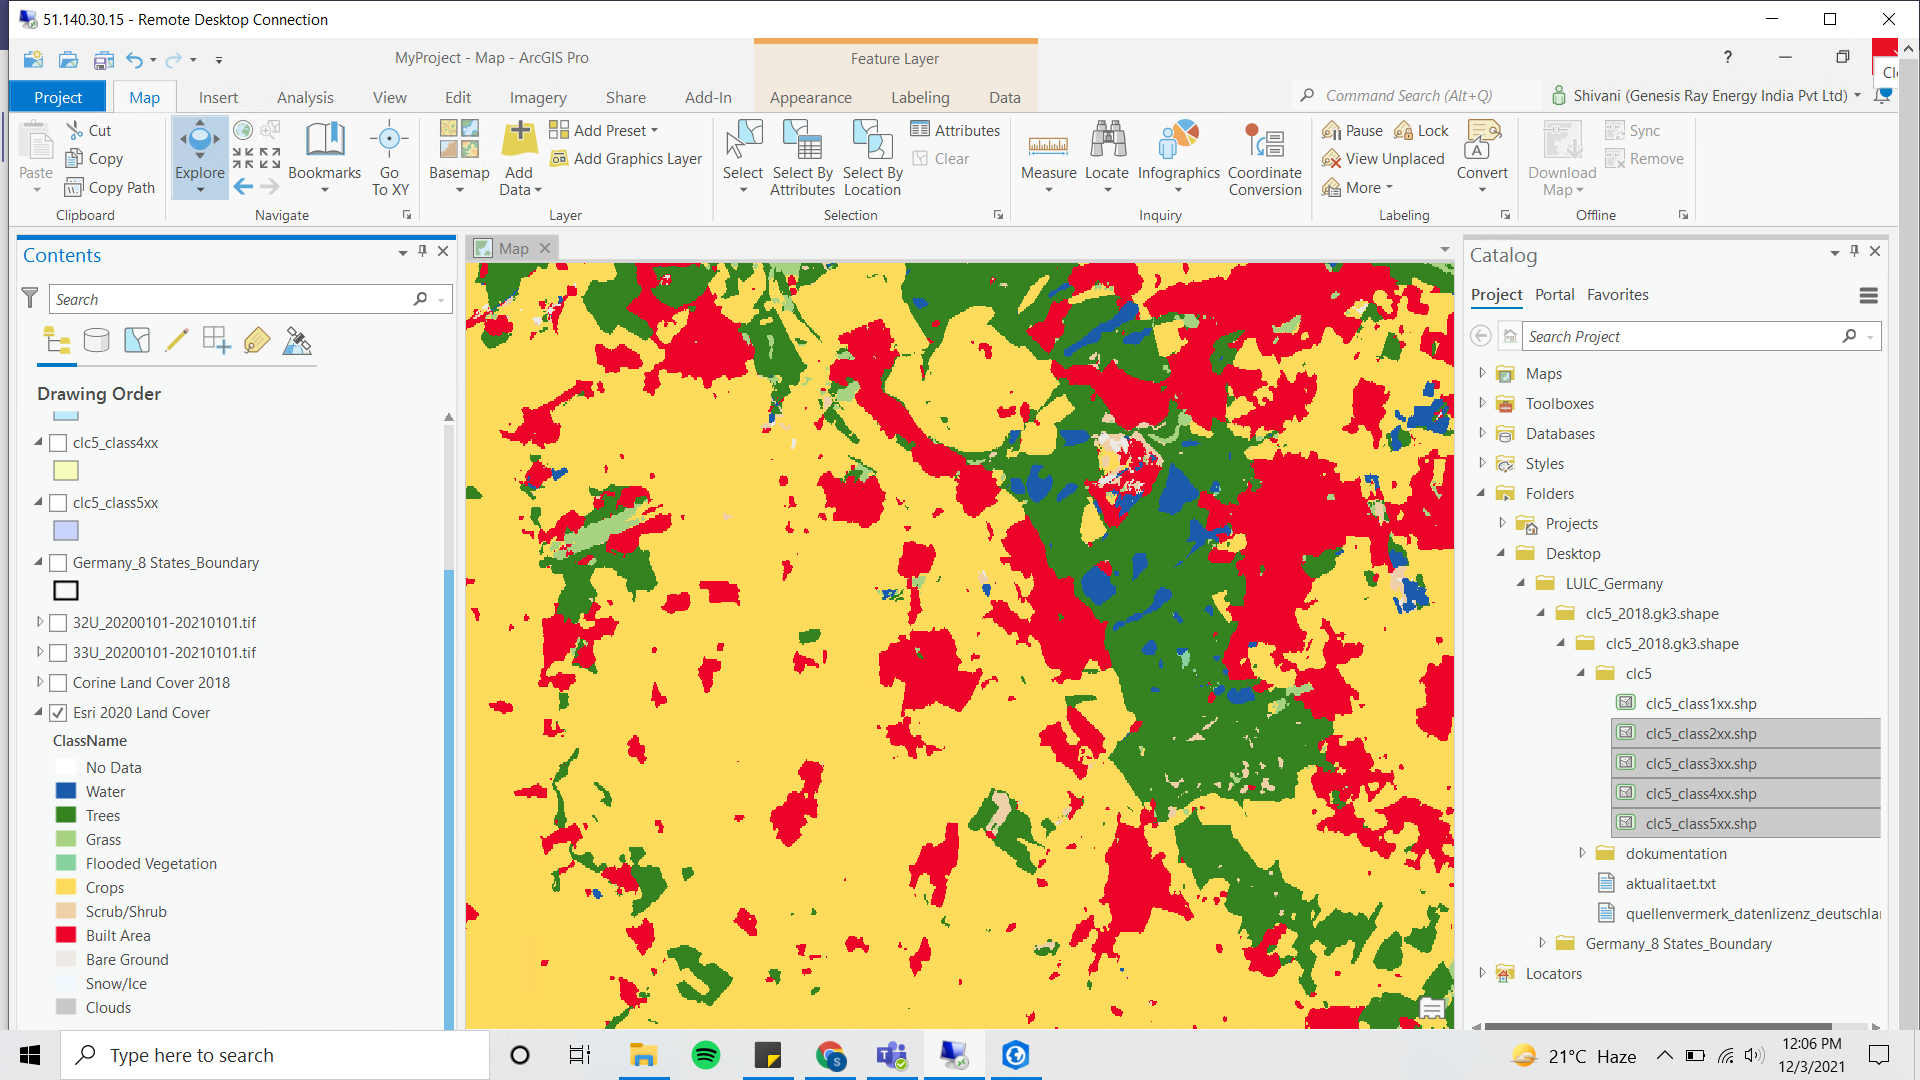 51.140.30.15 - Remote Desktop Connection
MyProject - Map - ArcGIS Pro
Feature Layer
?
Project Map Insert Analysis View Edit Imagery Share Add-In Appearance Labeling Data
Command Search (Alt+Q)
Shivani (Genesis Ray Energy India Pvt Ltd)
Paste
Cut
Copy
Copy Path
Clipboard
Explore
Bookmarks
Go
To XY
Navigate
Basemap
Add
Data
Add Preset
Add Graphics Layer
Layer
Select
Select By
Attributes
Select By
Location
Attributes
Clear
Selection
Measure
Locate
Infographics
Coordinate
Conversion
Inquiry
Pause
Lock
View Unplaced
More
Convert
Labeling
Download
Map
Sync
Remove
Offline
Contents
Search
Drawing Order
clc5_class4xx
clc5_class5xx
Germany_8 States_Boundary
32U_20200101-20210101.tif
33U_20200101-20210101.tif
Corine Land Cover 2018
Esri 2020 Land Cover
ClassName
No Data
Water
Trees
Grass
Flooded Vegetation
Crops
Scrub/Shrub
Built Area
Bare Ground
Snow/Ice
Clouds
Map
Catalog
Project Portal Favorites
Search Project
Maps
Toolboxes
Databases
Styles
Folders
Projects
Desktop
LULC_Germany
clc5_2018.gk3.shape
clc5_2018.gk3.shape
clc5
clc5_class1xx.shp
clc5_class2xx.shp
clc5_class3xx.shp
clc5_class4xx.shp
clc5_class5xx.shp
dokumentation
aktualitaet.txt
quellenvermerk_datenlizenz_deutschla
Germany_8 States_Boundary
Locators
Type here to search
21°C Haze
12:06 PM
12/3/2021